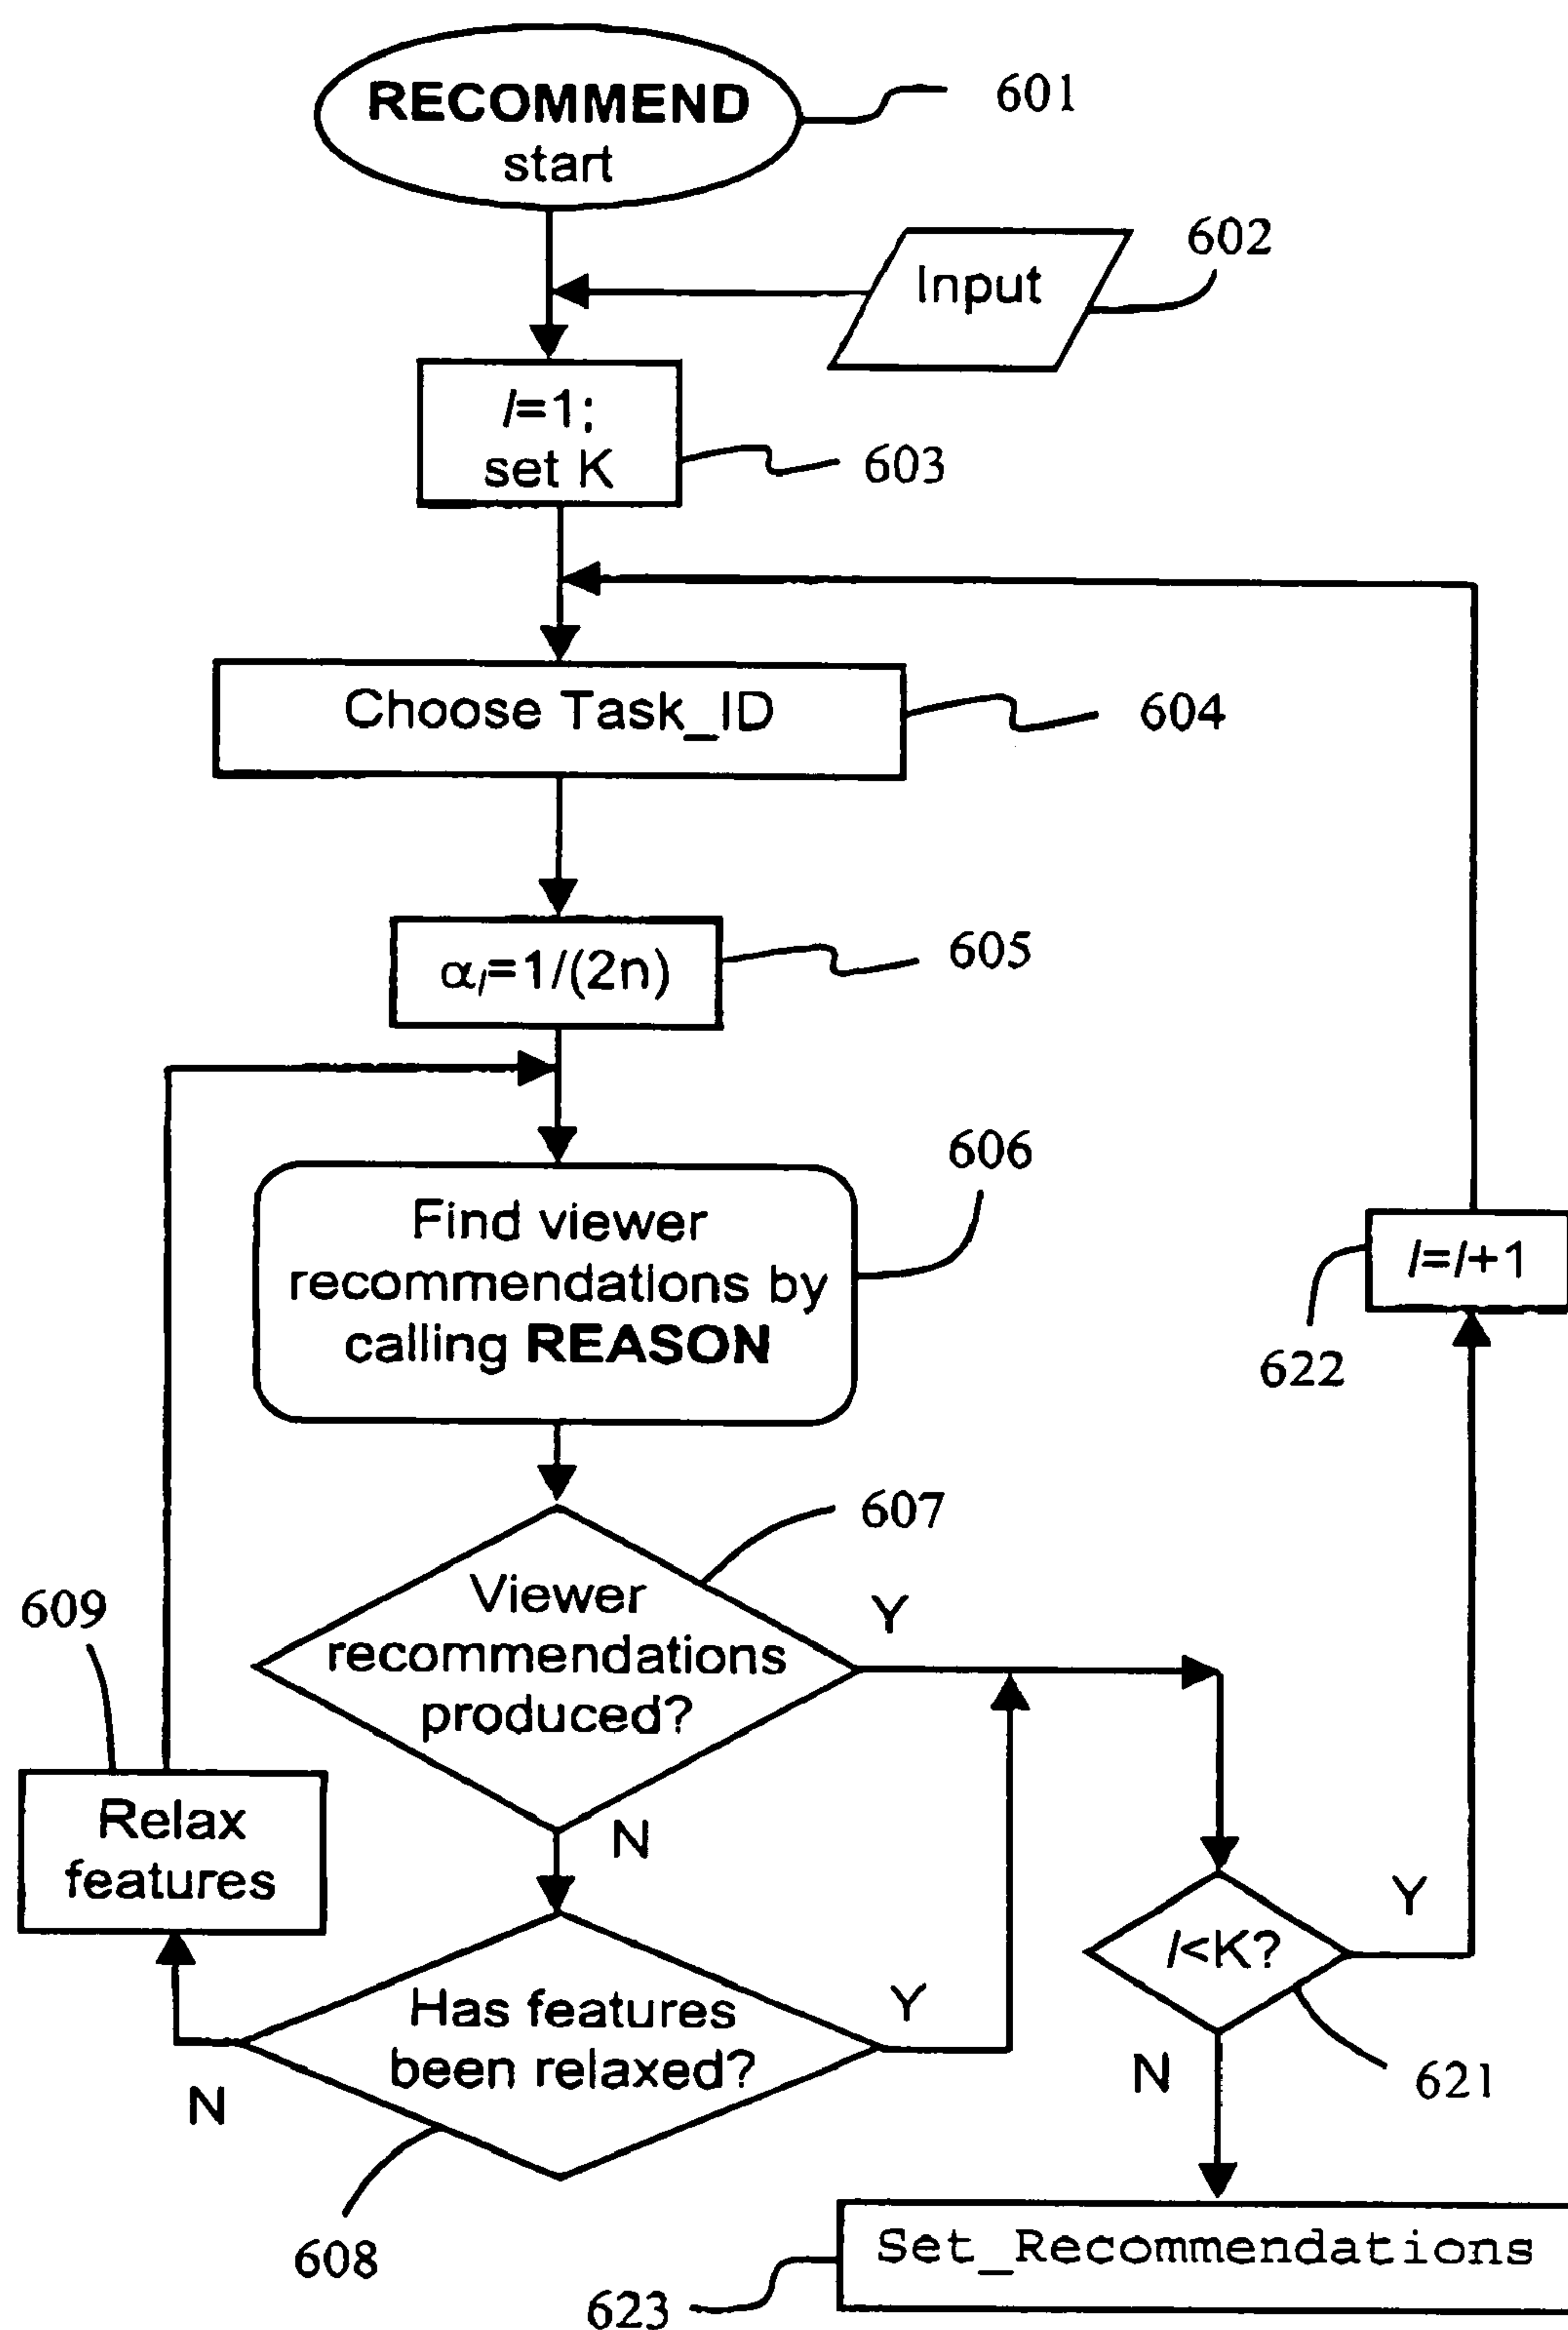 RECOMMEND
start
601
Input
602
l=1;
set K
603
Choose Task_ID
604
αl=1/(2n)
605
Find viewer
recommendations by
calling REASON
606
Viewer
recommendations
produced?
607
Y
N
Has features
been relaxed?
608
Y
N
Relax
features
609
l<K?
621
Y
N
l=l+1
622
Set_Recommendations
623